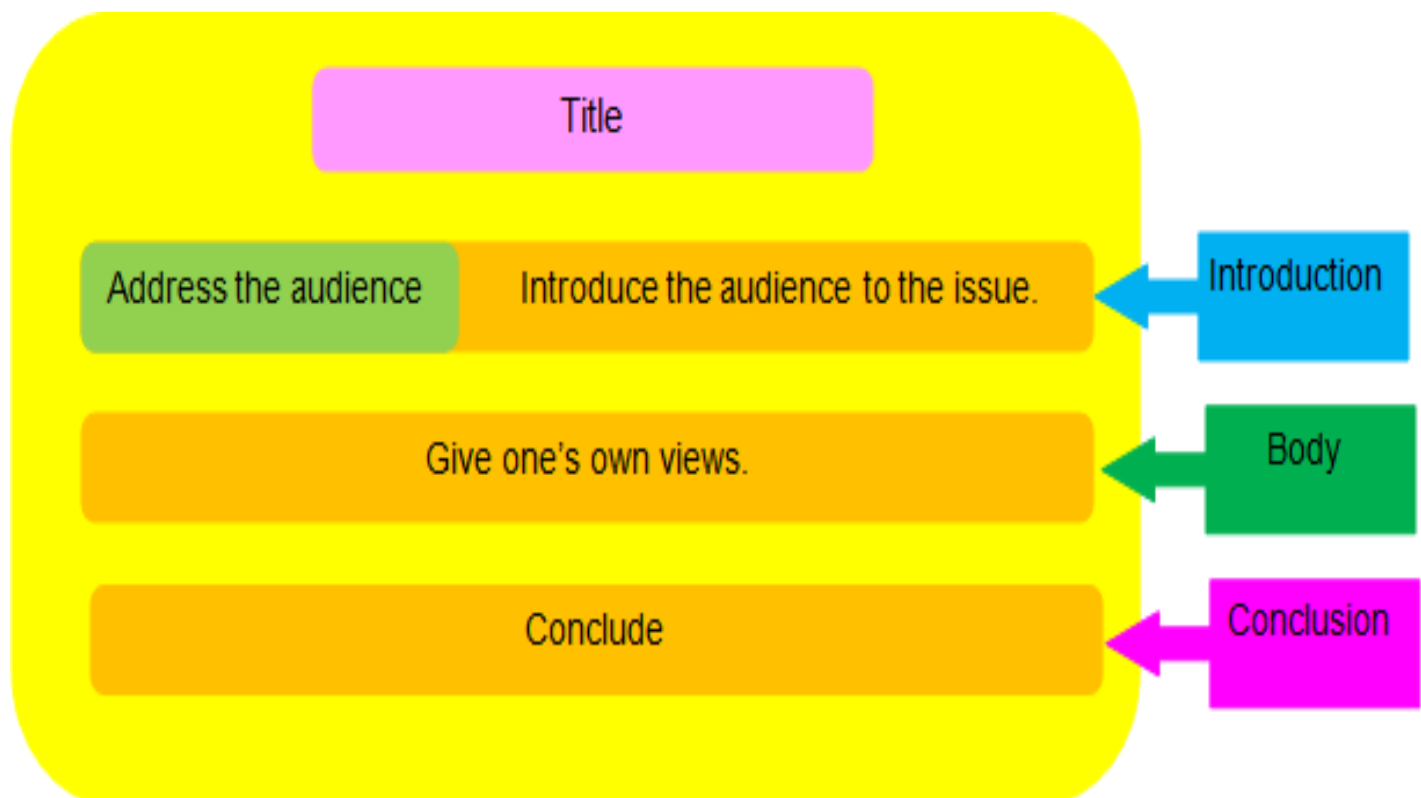 Title
Address the audience
Introduce the audience to the issue.
Introduction
Give one's own views.
Body
Conclude
Conclusion